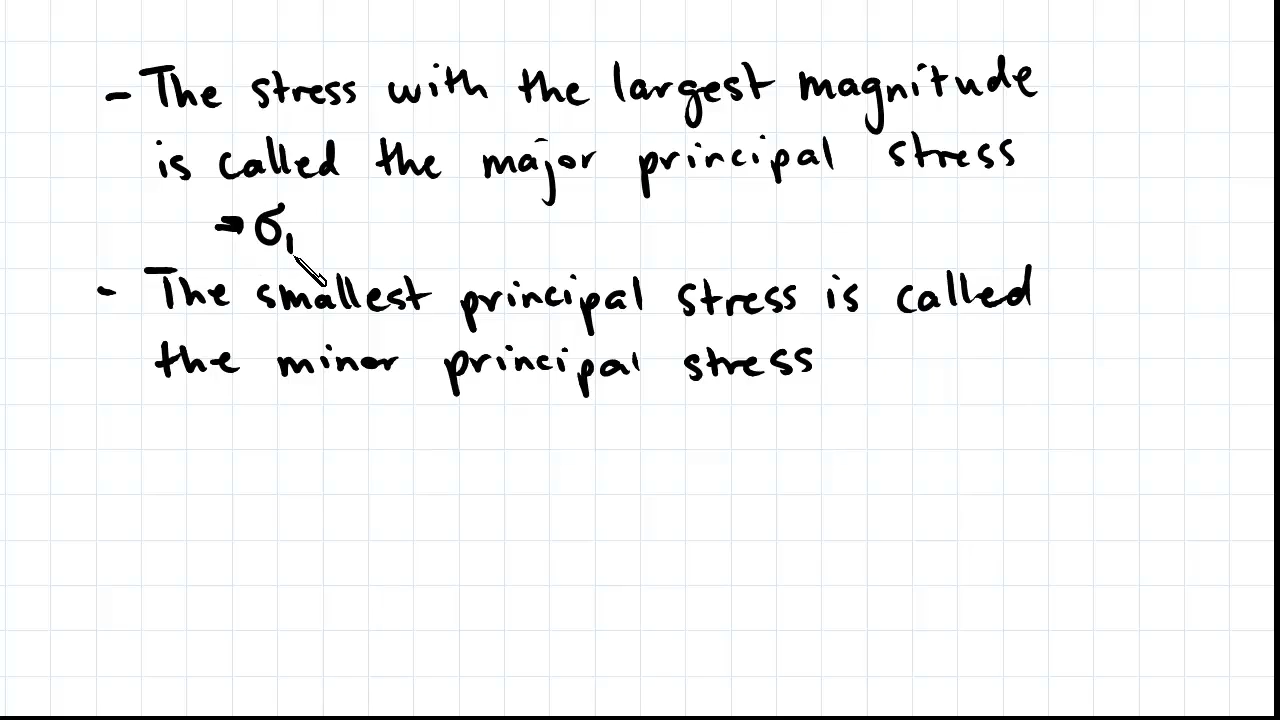 - The stress with the largest magnitude
is called the major principal stress
⇒ σ₁
- The smallest principal stress is called
the minor principal stress